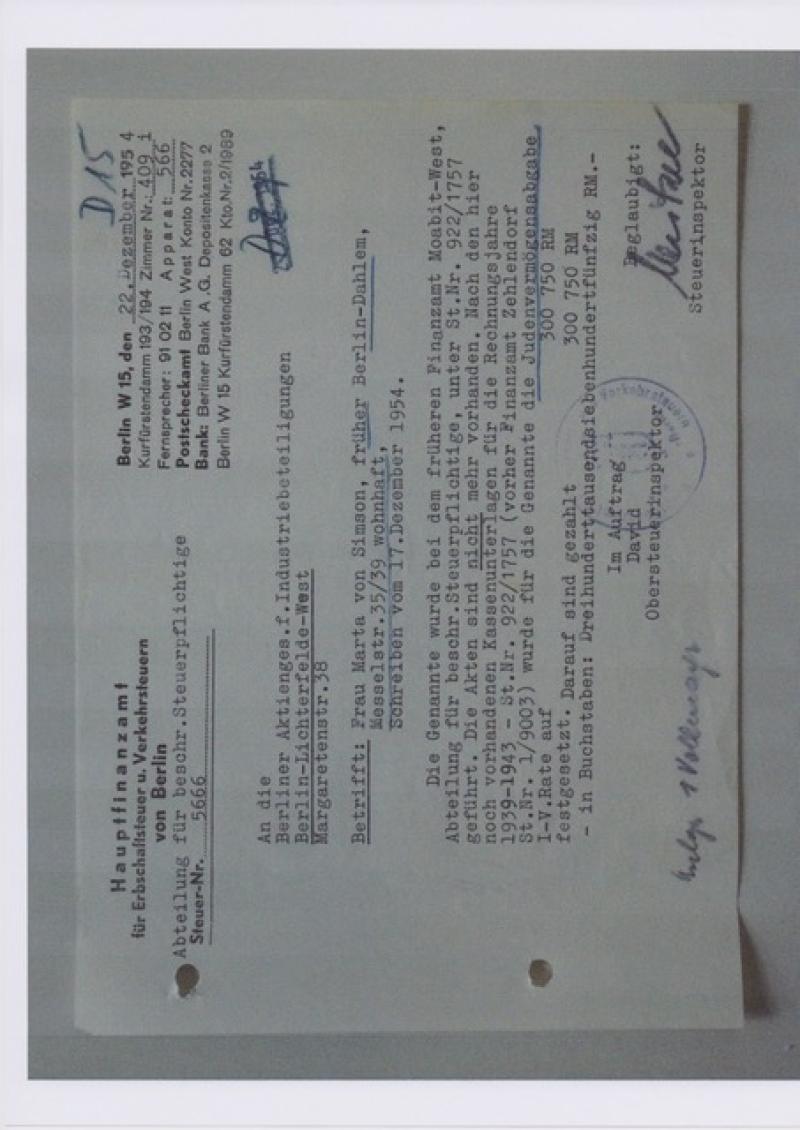 D 15
Hauptfinanzamt
für Erbschaftsteuer u. Verkehrsteuern
von Berlin
Abteilung für beschr.Steuerpflichtige
Steuer-Nr. 5666
Berlin W 15, den 22.Dezember 195 4
Kurfürstendamm 193/194 Zimmer Nr.: 409 i
Fernsprecher: 91 02 11 Apparat: 566
Postscheckamt Berlin West Konto Nr.2277
Bank: Berliner Bank A.G. Depositenkasse 2
Berlin W 15 Kurfürstendamm 62 Kto.Nr.2/1989
An die
Berliner Aktienges.f.Industriebeteiligungen
Berlin-Lichterfelde-West
Margaretenstr.38
Betrifft: Frau Marta von Simson, früher Berlin-Dahlem,
Messelstr.35/39 wohnhaft,
Schreiben vom 17.Dezember 1954.
Die Genannte wurde bei dem früheren Finanzamt Moabit-West,
Abteilung für beschr.Steuerpflichtige, unter St.Nr. 922/1757
geführt. Die Akten sind nicht mehr vorhanden. Nach den hier
noch vorhandenen Kassenunterlagen für die Rechnungsjahre
1939-1943 - St.Nr. 922/1757 (vorher Finanzamt Zehlendorf
St.Nr. 1/9003) wurde für die Genannte die Judenvermögensabgabe
I-V.Rate auf 300 750 RM
festgesetzt. Darauf sind gezahlt 300 750 RM
- in Buchstaben: Dreihunderttausendsiebenhundertfünfzig RM.-
Im Auftrag
David
Obersteuerinspektor
Beglaubigt:
Steuerinspektor
Verkehrsteuern